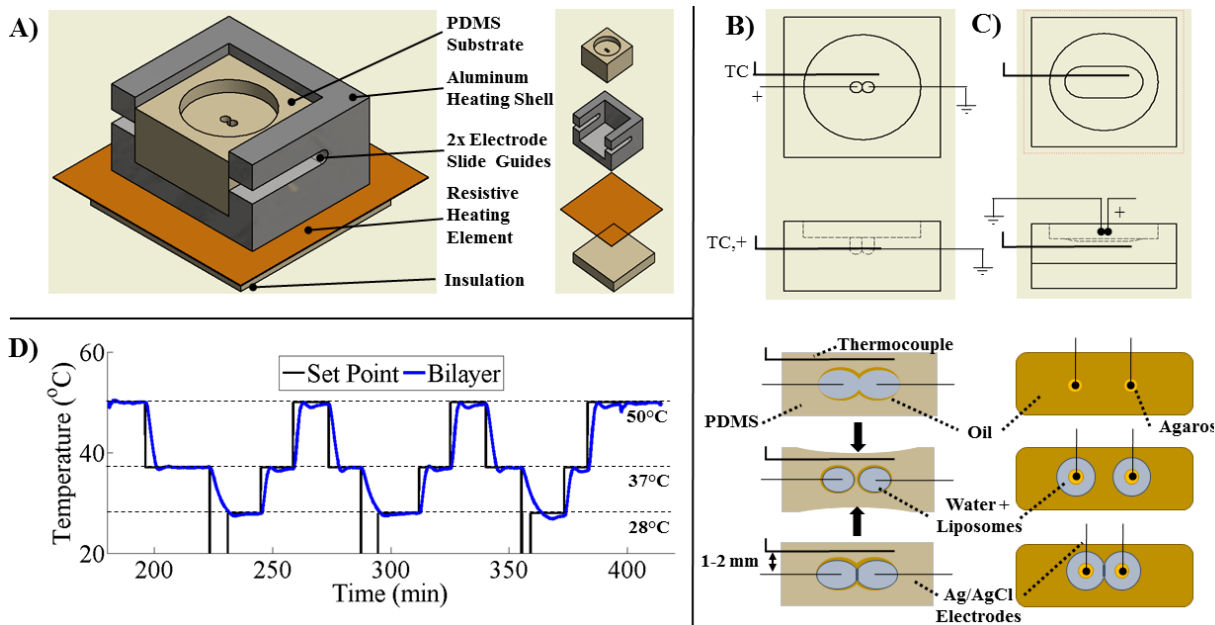 A)
PDMS
Substrate
Aluminum
Heating Shell
2x Electrode
Slide Guides
Resistive
Heating
Element
Insulation
B)
TC
+
TC,+
C)
+
D)
60
40
20
Temperature (°C)
Set Point
Bilayer
50°C
37°C
28°C
200
250
300
350
400
Time (min)
Thermocouple
PDMS
Oil
Agaros
Water +
Liposomes
1-2 mm
Ag/AgCl
Electrodes